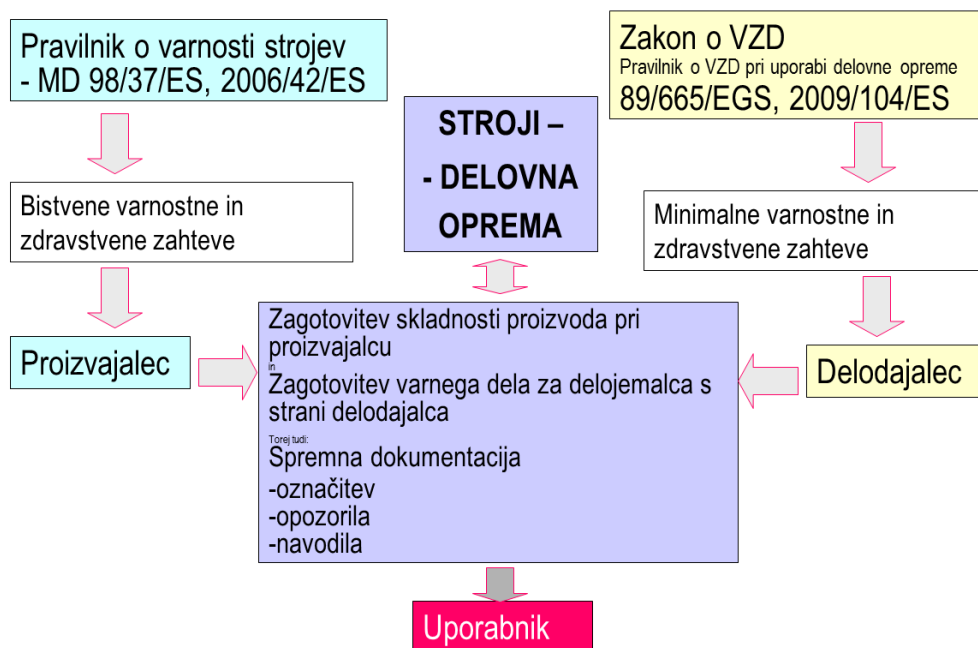 Pravilnik o varnosti strojev
- MD 98/37/ES, 2006/42/ES
Zakon o VZD
Pravilnik o VZD pri uporabi delovne opreme
89/665/EGS, 2009/104/ES
STROJI –
- DELOVNA
OPREMA
Bistvene varnostne in
zdravstvene zahteve
Minimalne varnostne in
zdravstvene zahteve
Proizvajalec
Zagotovitev skladnosti proizvoda pri
proizvajalcu
in
Zagotovitev varnega dela za delojemalca s
strani delodajalca
Torej tudi:
Spremna dokumentacija
-označitev
-opozorila
-navodila
Delodajalec
Uporabnik